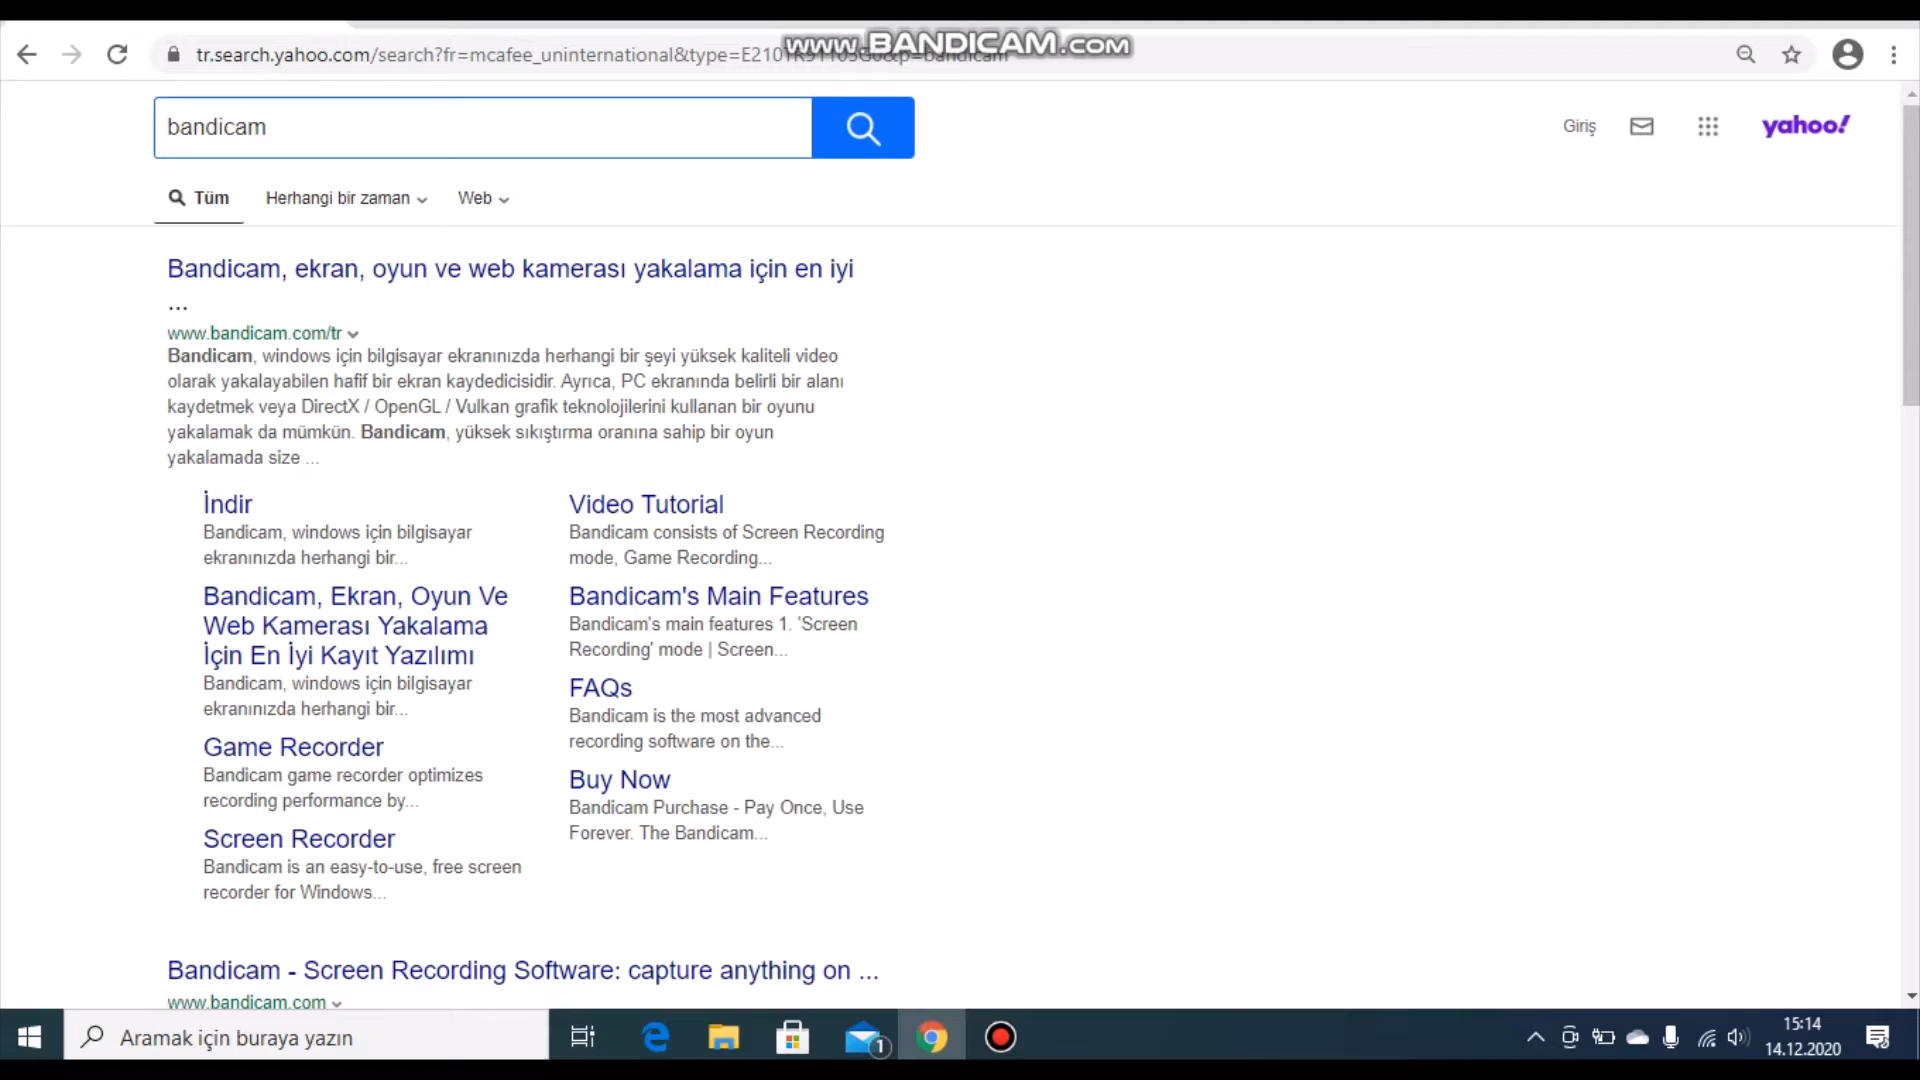 www.BANDICAM.com
tr.search.yahoo.com/search?fr=mcafee_uninternational&type=
bandicam
Giriş
yahoo!
Tüm
Herhangi bir zaman
Web
Bandicam, ekran, oyun ve web kamerası yakalama için en iyi
...
www.bandicam.com/tr
Bandicam, windows için bilgisayar ekranınızda herhangi bir şeyi yüksek kaliteli video
olarak yakalayabilen hafif bir ekran kaydedicisidir. Ayrıca, PC ekranında belirli bir alanı
kaydetmek veya DirectX / OpenGL / Vulkan grafik teknolojilerini kullanan bir oyunu
yakalamak da mümkün. Bandicam, yüksek sıkıştırma oranına sahip bir oyun
yakalamada size ...
İndir
Bandicam, windows için bilgisayar
ekranınızda herhangi bir...
Bandicam, Ekran, Oyun Ve
Web Kamerası Yakalama
İçin En İyi Kayıt Yazılımı
Bandicam, windows için bilgisayar
ekranınızda herhangi bir...
Game Recorder
Bandicam game recorder optimizes
recording performance by...
Screen Recorder
Bandicam is an easy-to-use, free screen
recorder for Windows...
Video Tutorial
Bandicam consists of Screen Recording
mode, Game Recording...
Bandicam's Main Features
Bandicam's main features 1. 'Screen
Recording' mode | Screen...
FAQs
Bandicam is the most advanced
recording software on the...
Buy Now
Bandicam Purchase - Pay Once, Use
Forever. The Bandicam...
Bandicam - Screen Recording Software: capture anything on ...
www.bandicam.com
Aramak için buraya yazın
1
15:14
14.12.2020